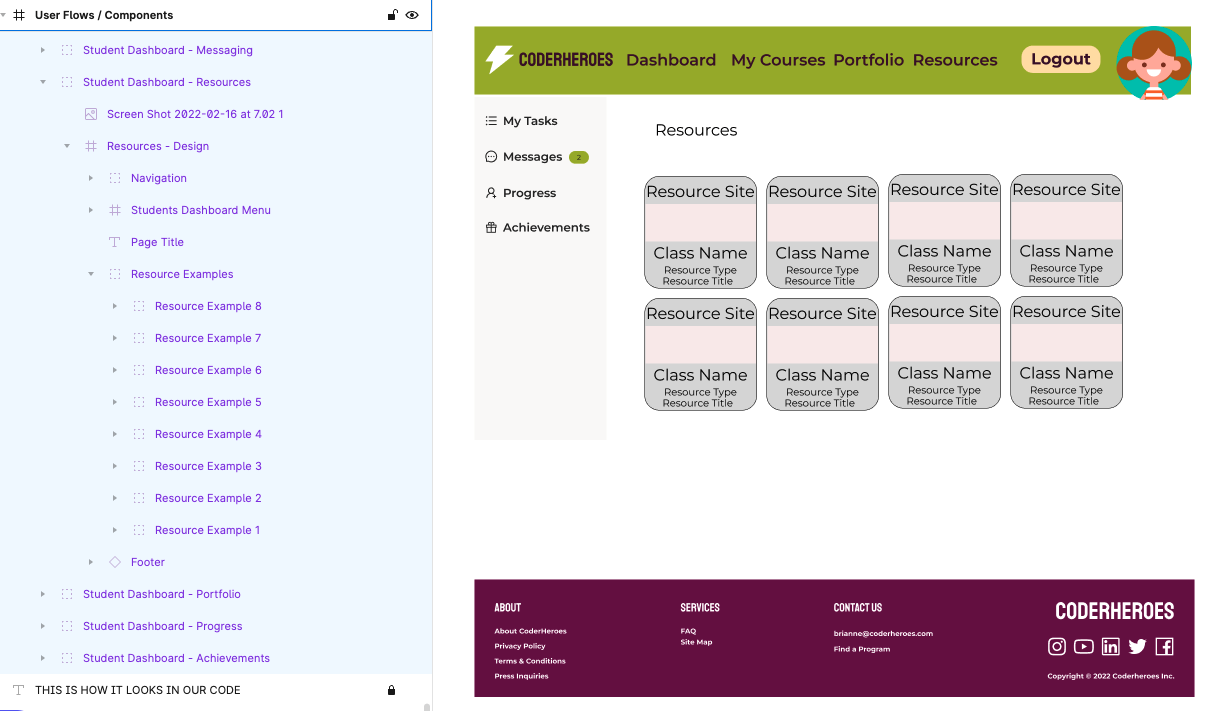 User Flows / Components
Student Dashboard - Messaging
Student Dashboard - Resources
Screen Shot 2022-02-16 at 7.02 1
Resources - Design
Navigation
Students Dashboard Menu
Page Title
Resource Examples
Resource Example 8
Resource Example 7
Resource Example 6
Resource Example 5
Resource Example 4
Resource Example 3
Resource Example 2
Resource Example 1
Footer
Student Dashboard - Portfolio
Student Dashboard - Progress
Student Dashboard - Achievements
THIS IS HOW IT LOOKS IN OUR CODE
CODERHEROES Dashboard My Courses Portfolio Resources Logout
My Tasks
Messages 2
Progress
Achievements
Resources
Resource Site Resource Site Resource Site Resource Site
Class Name Class Name Class Name Class Name
Resource Type Resource Type Resource Type Resource Type
Resource Title Resource Title Resource Title Resource Title
Resource Site Resource Site Resource Site Resource Site
Class Name Class Name Class Name Class Name
Resource Type Resource Type Resource Type Resource Type
Resource Title Resource Title Resource Title Resource Title
ABOUT
About CoderHeroes
Privacy Policy
Terms & Conditions
Press Inquiries
SERVICES
FAQ
Site Map
CONTACT US
brianne@coderheroes.com
Find a Program
CODERHEROES
Copyright © 2022 Coderheroes Inc.